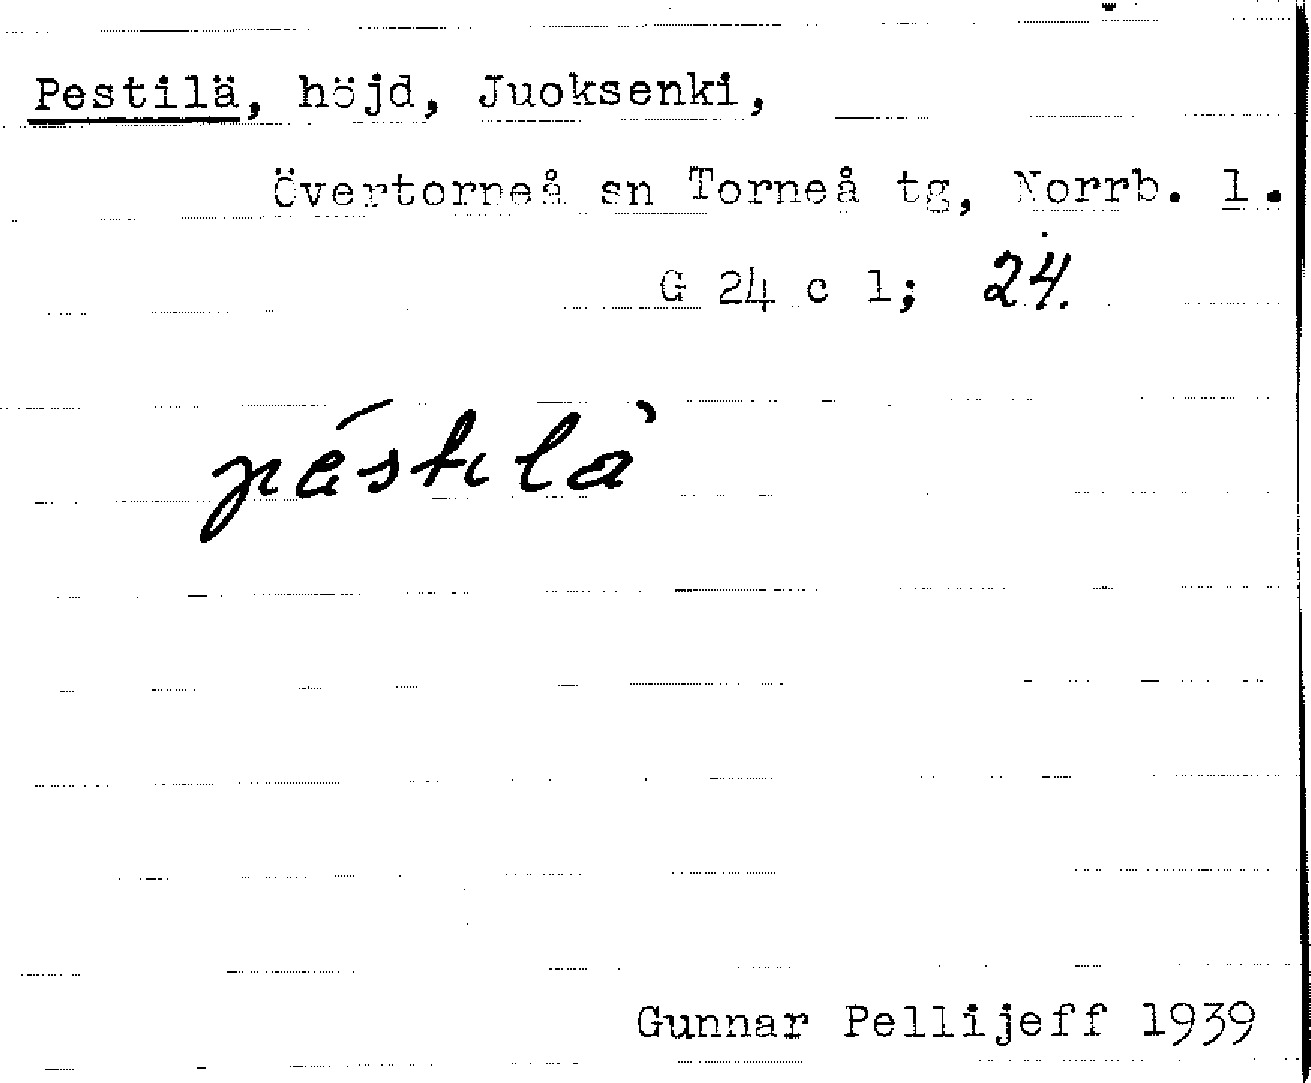 Pestilä, höjd, Juoksenki,
Övertorneå sn Torneå tg, Norrb. l.
G 24 c 1; 24.
péstilà
Gunnar Pellijeff 1939